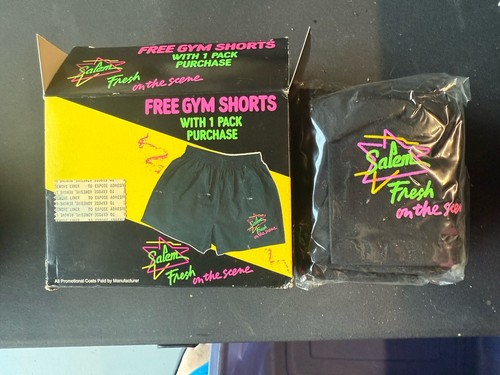 FREE GYM SHORTS
WITH 1 PACK
PURCHASE
Salem
Fresh
on the scene
FREE GYM SHORTS
WITH 1 PACK
PURCHASE
Salem
Fresh
on the scene
Salem
Fresh
on the scene
All Promotional Costs Paid by Manufacturer
Salem
Fresh
on the scene